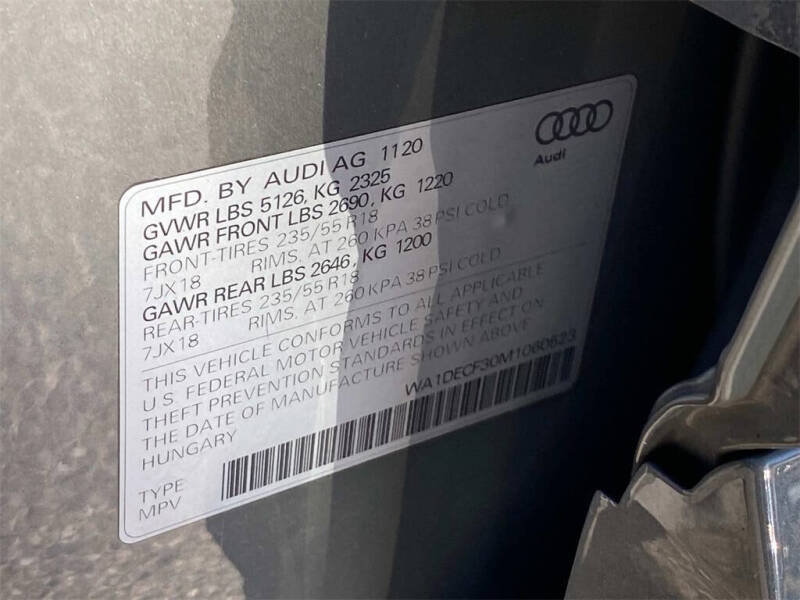 Audi
MFD. BY AUDI AG 1120
GVWR LBS 5126, KG 2325
GAWR FRONT LBS 2690, KG 1220
FRONT-TIRES 235/55 R18
7JX18 RIMS, AT 260 KPA 38 PSI COLD
GAWR REAR LBS 2646, KG 1200
REAR-TIRES 235/55 R18
7JX18 RIMS, AT 260 KPA 38 PSI COLD
THIS VEHICLE CONFORMS TO ALL APPLICABLE
U.S. FEDERAL MOTOR VEHICLE SAFETY AND
THEFT PREVENTION STANDARDS IN EFFECT ON
THE DATE OF MANUFACTURE SHOWN ABOVE
HUNGARY
WA1DECF30M1060623
TYPE
MPV